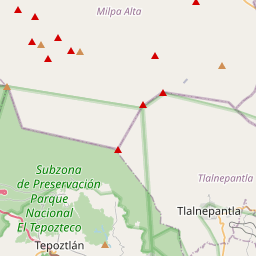 Milpa Alta
Subzona
de Preservación
Parque
Nacional
El Tepozteco
Tlalnepantla
Tlalnepantla
Tepoztlán